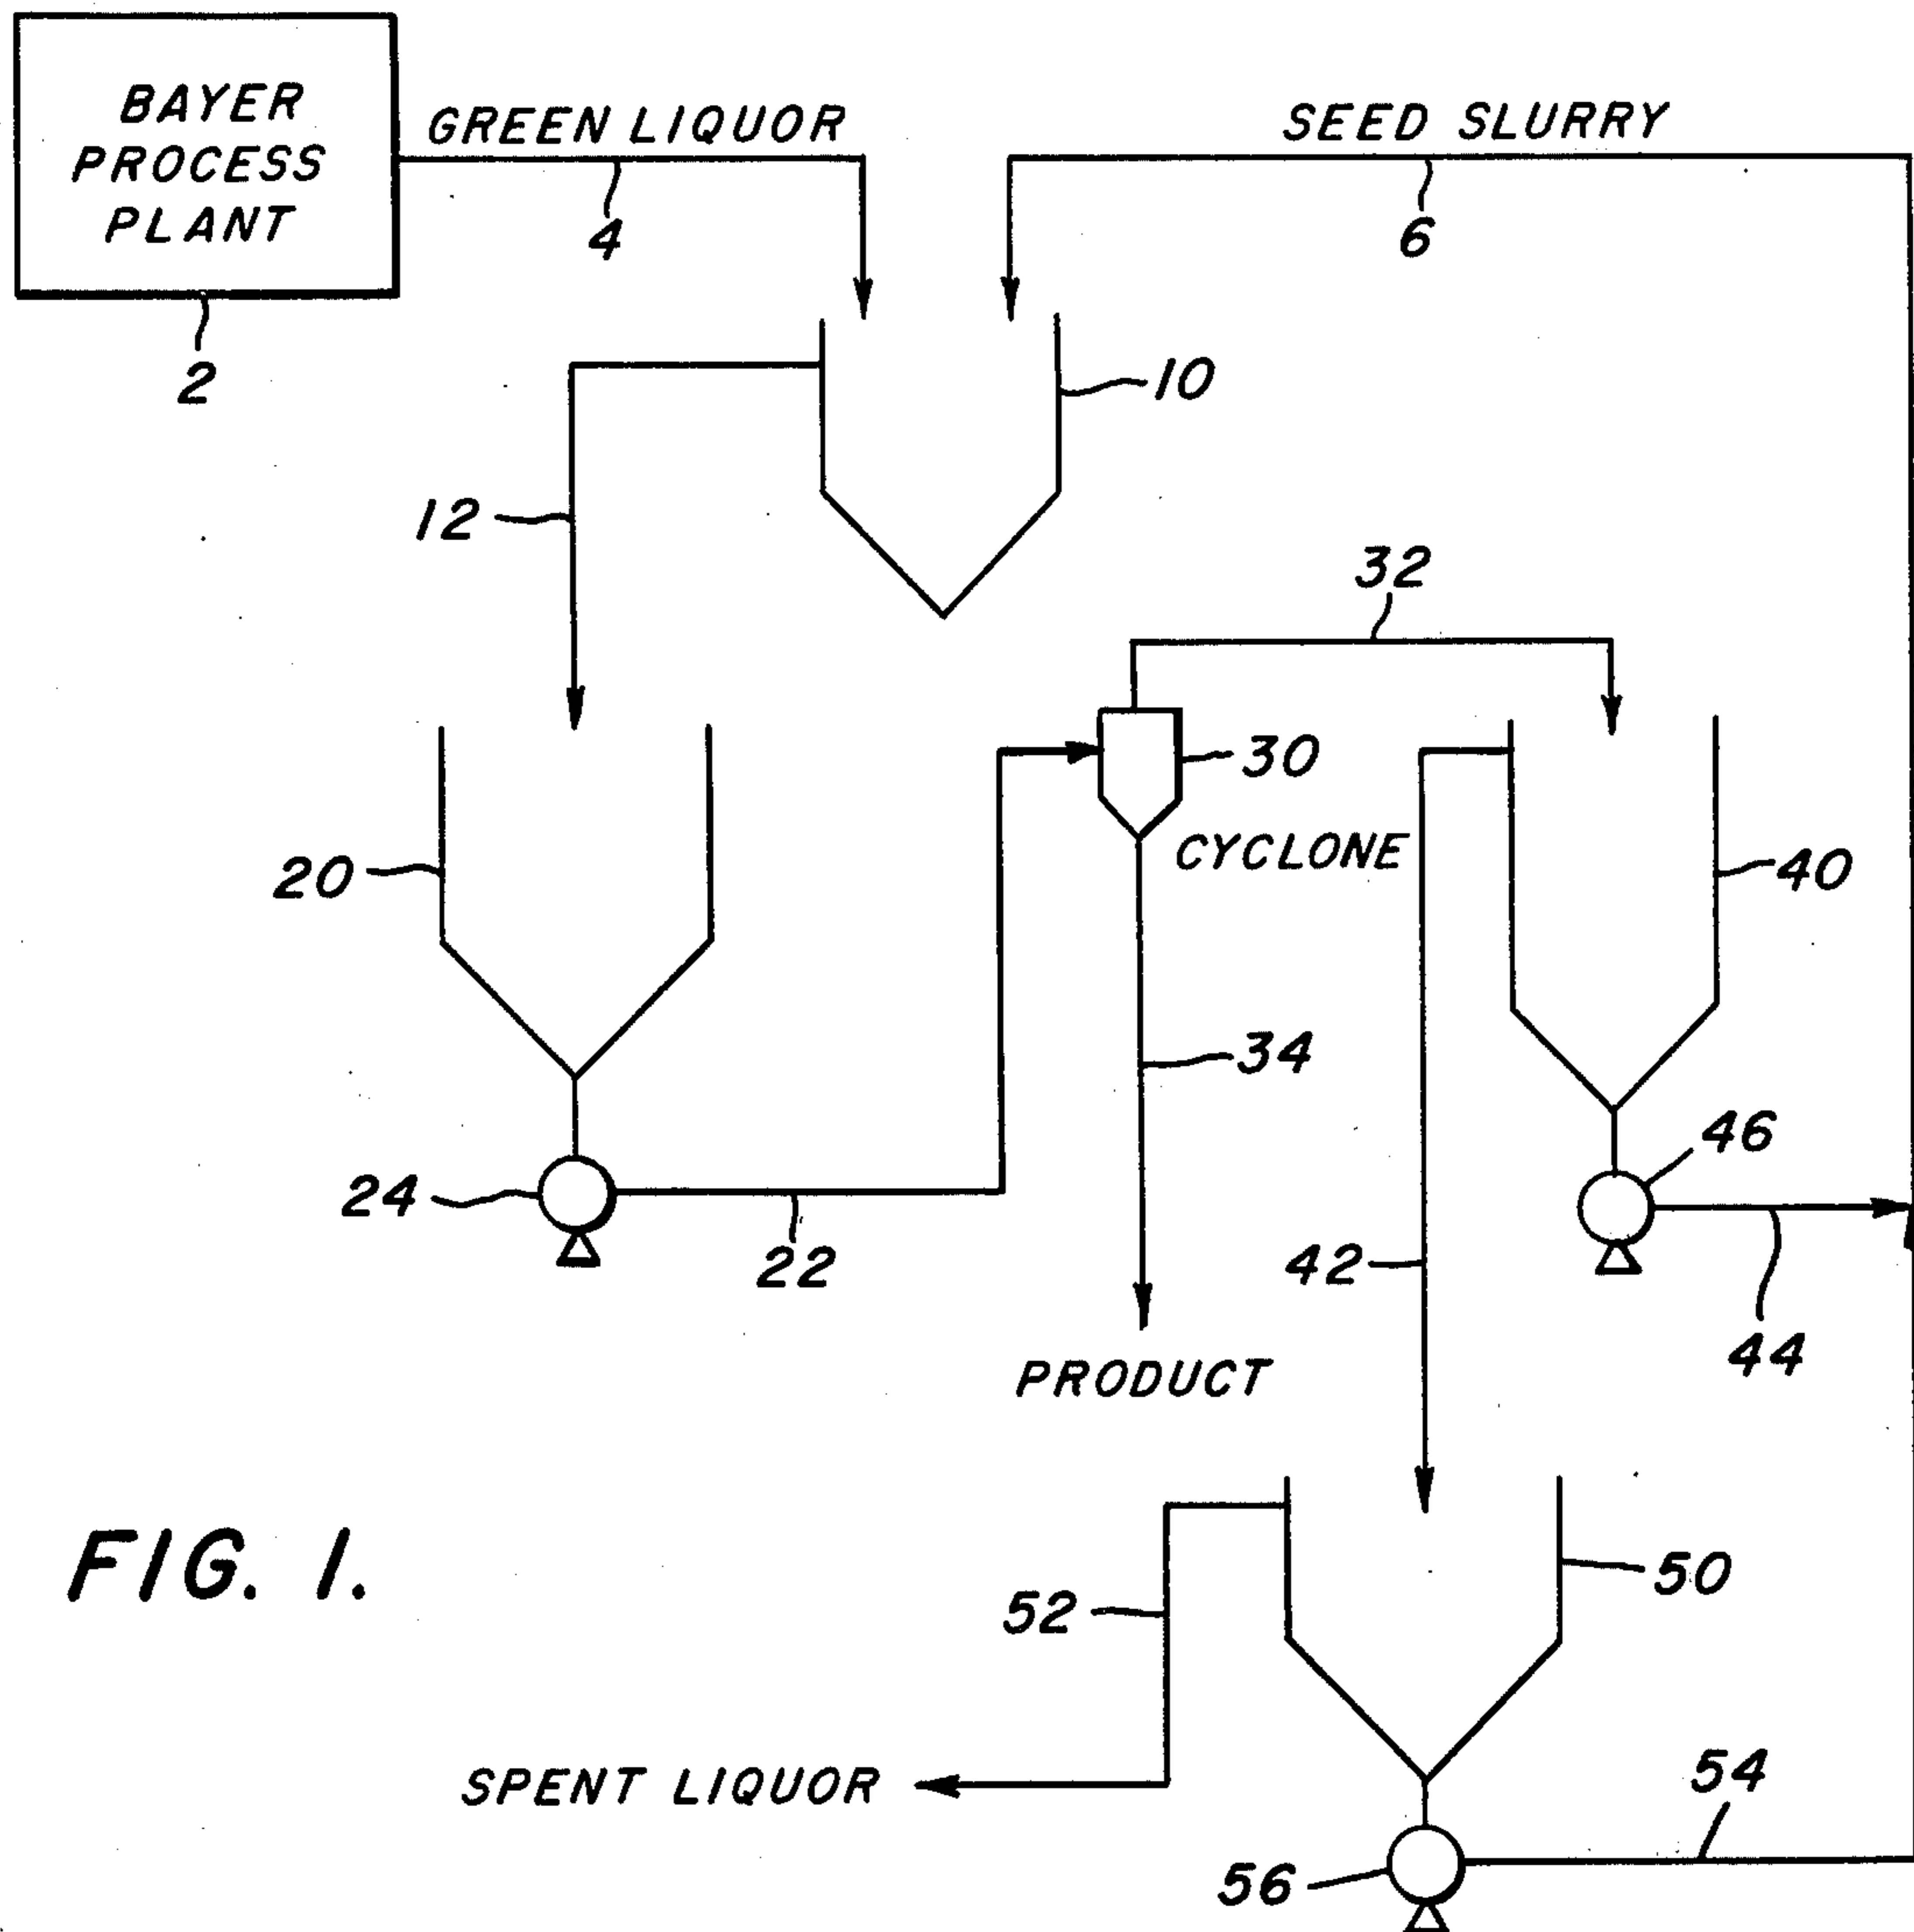 BAYER
PROCESS
PLANT
GREEN LIQUOR
SEED SLURRY
4
6
2
10
12
32
30
CYCLONE
20
40
34
46
24
22
42
44
PRODUCT
FIG. 1.
50
52
54
SPENT LIQUOR
56